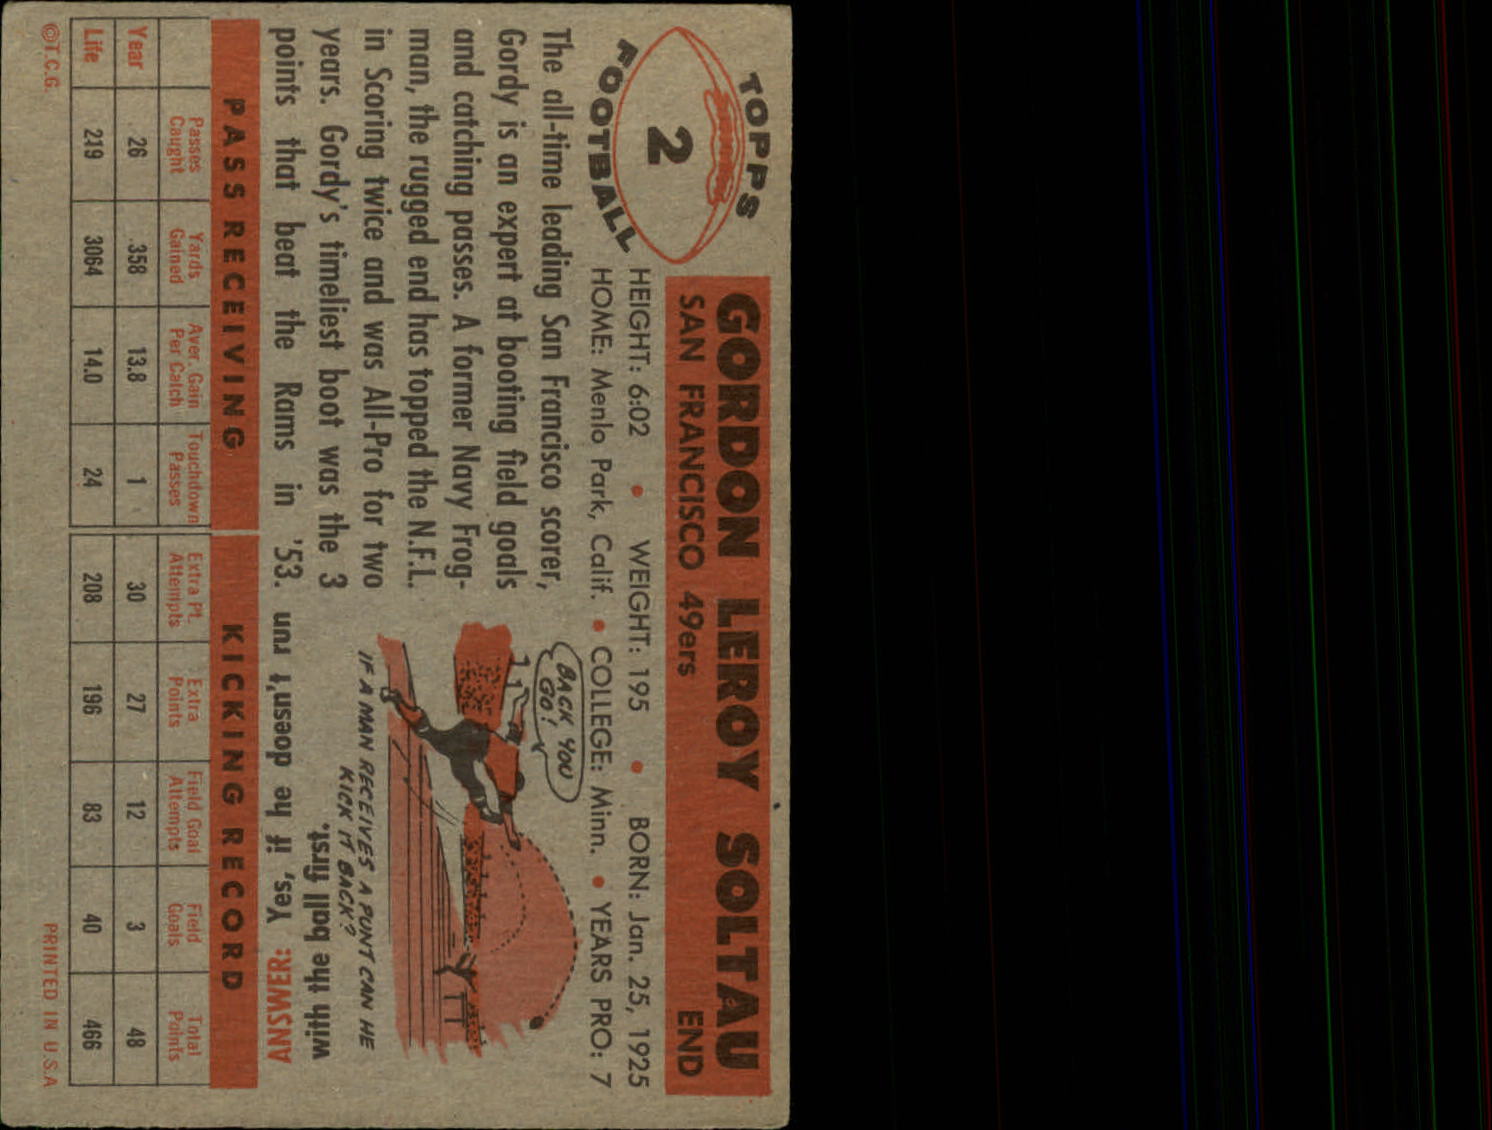 TOPPS
2
FOOTBALL
GORDON LEROY SOLTAU
SAN FRANCISCO 49ers END
HEIGHT: 6:02 • WEIGHT: 195 • BORN: Jan. 25, 1925
HOME: Menlo Park, Calif. • COLLEGE: Minn. • YEARS PRO: 7
The all-time leading San Francisco scorer,
Gordy is an expert at booting field goals
and catching passes. A former Navy Frog-
man, the rugged end has topped the N.F.L.
in Scoring twice and was All-Pro for two
years. Gordy's timeliest boot was the 3
points that beat the Rams in '53.
BACK YOU
GO!
IF A MAN RECEIVES A PUNT CAN HE
KICK IT BACK?
ANSWER: Yes, if he doesn't run
with the ball first.
PASS RECEIVING KICKING RECORD
Passes Caught Yards Gained Aver. Gain Per Catch Touchdown Passes Extra Pt. Attempts Extra Points Field Goal Attempts Field Goals Total Points
Year 26 358 13.8 1 30 27 12 3 48
Life 219 3064 14.0 24 208 196 83 40 466
©T.C.G. PRINTED IN U.S.A